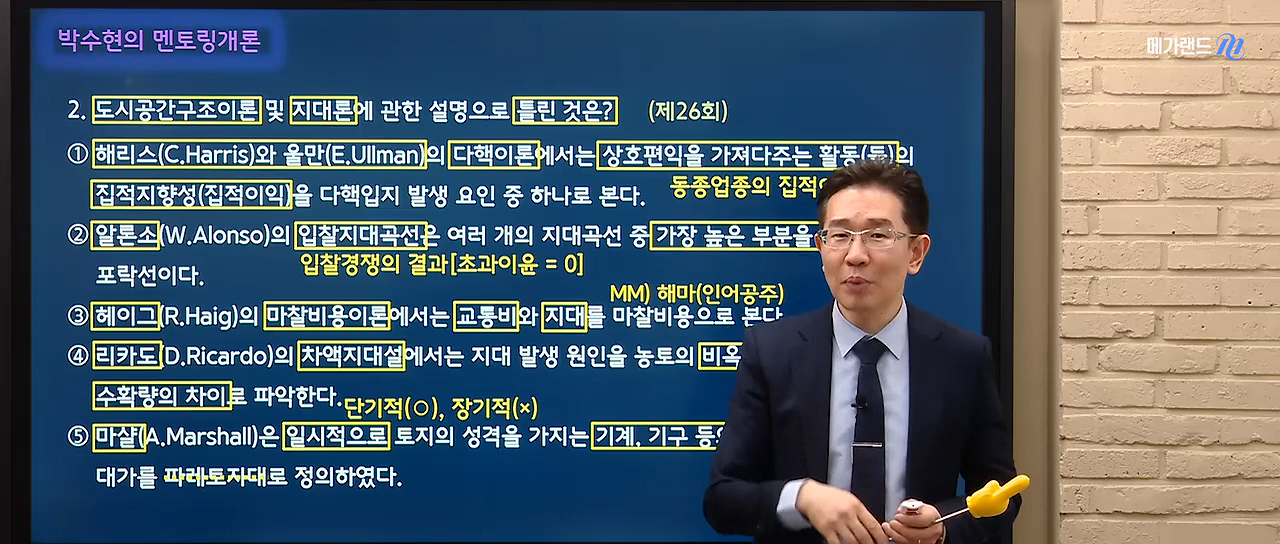 박수현의 멘토링개론
메가랜드
2. 도시공간구조이론 및 지대론에 관한 설명으로 틀린 것은? (제26회)
① 해리스(C.Harris)와 울만(E.Ullman)의 다핵이론에서는 상호편익을 가져다주는 활동(들)의
집적지향성(집적이익)을 다핵입지 발생 요인 중 하나로 본다.
동종업종의 집적
② 알론소(W.Alonso)의 입찰지대곡선은 여러 개의 지대곡선 중 가장 높은 부분을
입찰경쟁의 결과[초과이윤 = 0]
포락선이다.
MM) 해마(인어공주)
③ 헤이그(R.Haig)의 마찰비용이론에서는 교통비와 지대를 마찰비용으로 본다
④ 리카도(D.Ricardo)의 차액지대설에서는 지대 발생 원인을 농토의 비옥
수확량의 차이로 파악한다.
단기적(○), 장기적(×)
⑤ 마샬(A.Marshall)은 일시적으로 토지의 성격을 가지는 기계, 기구 등의
대가를 파레토지대로 정의하였다.